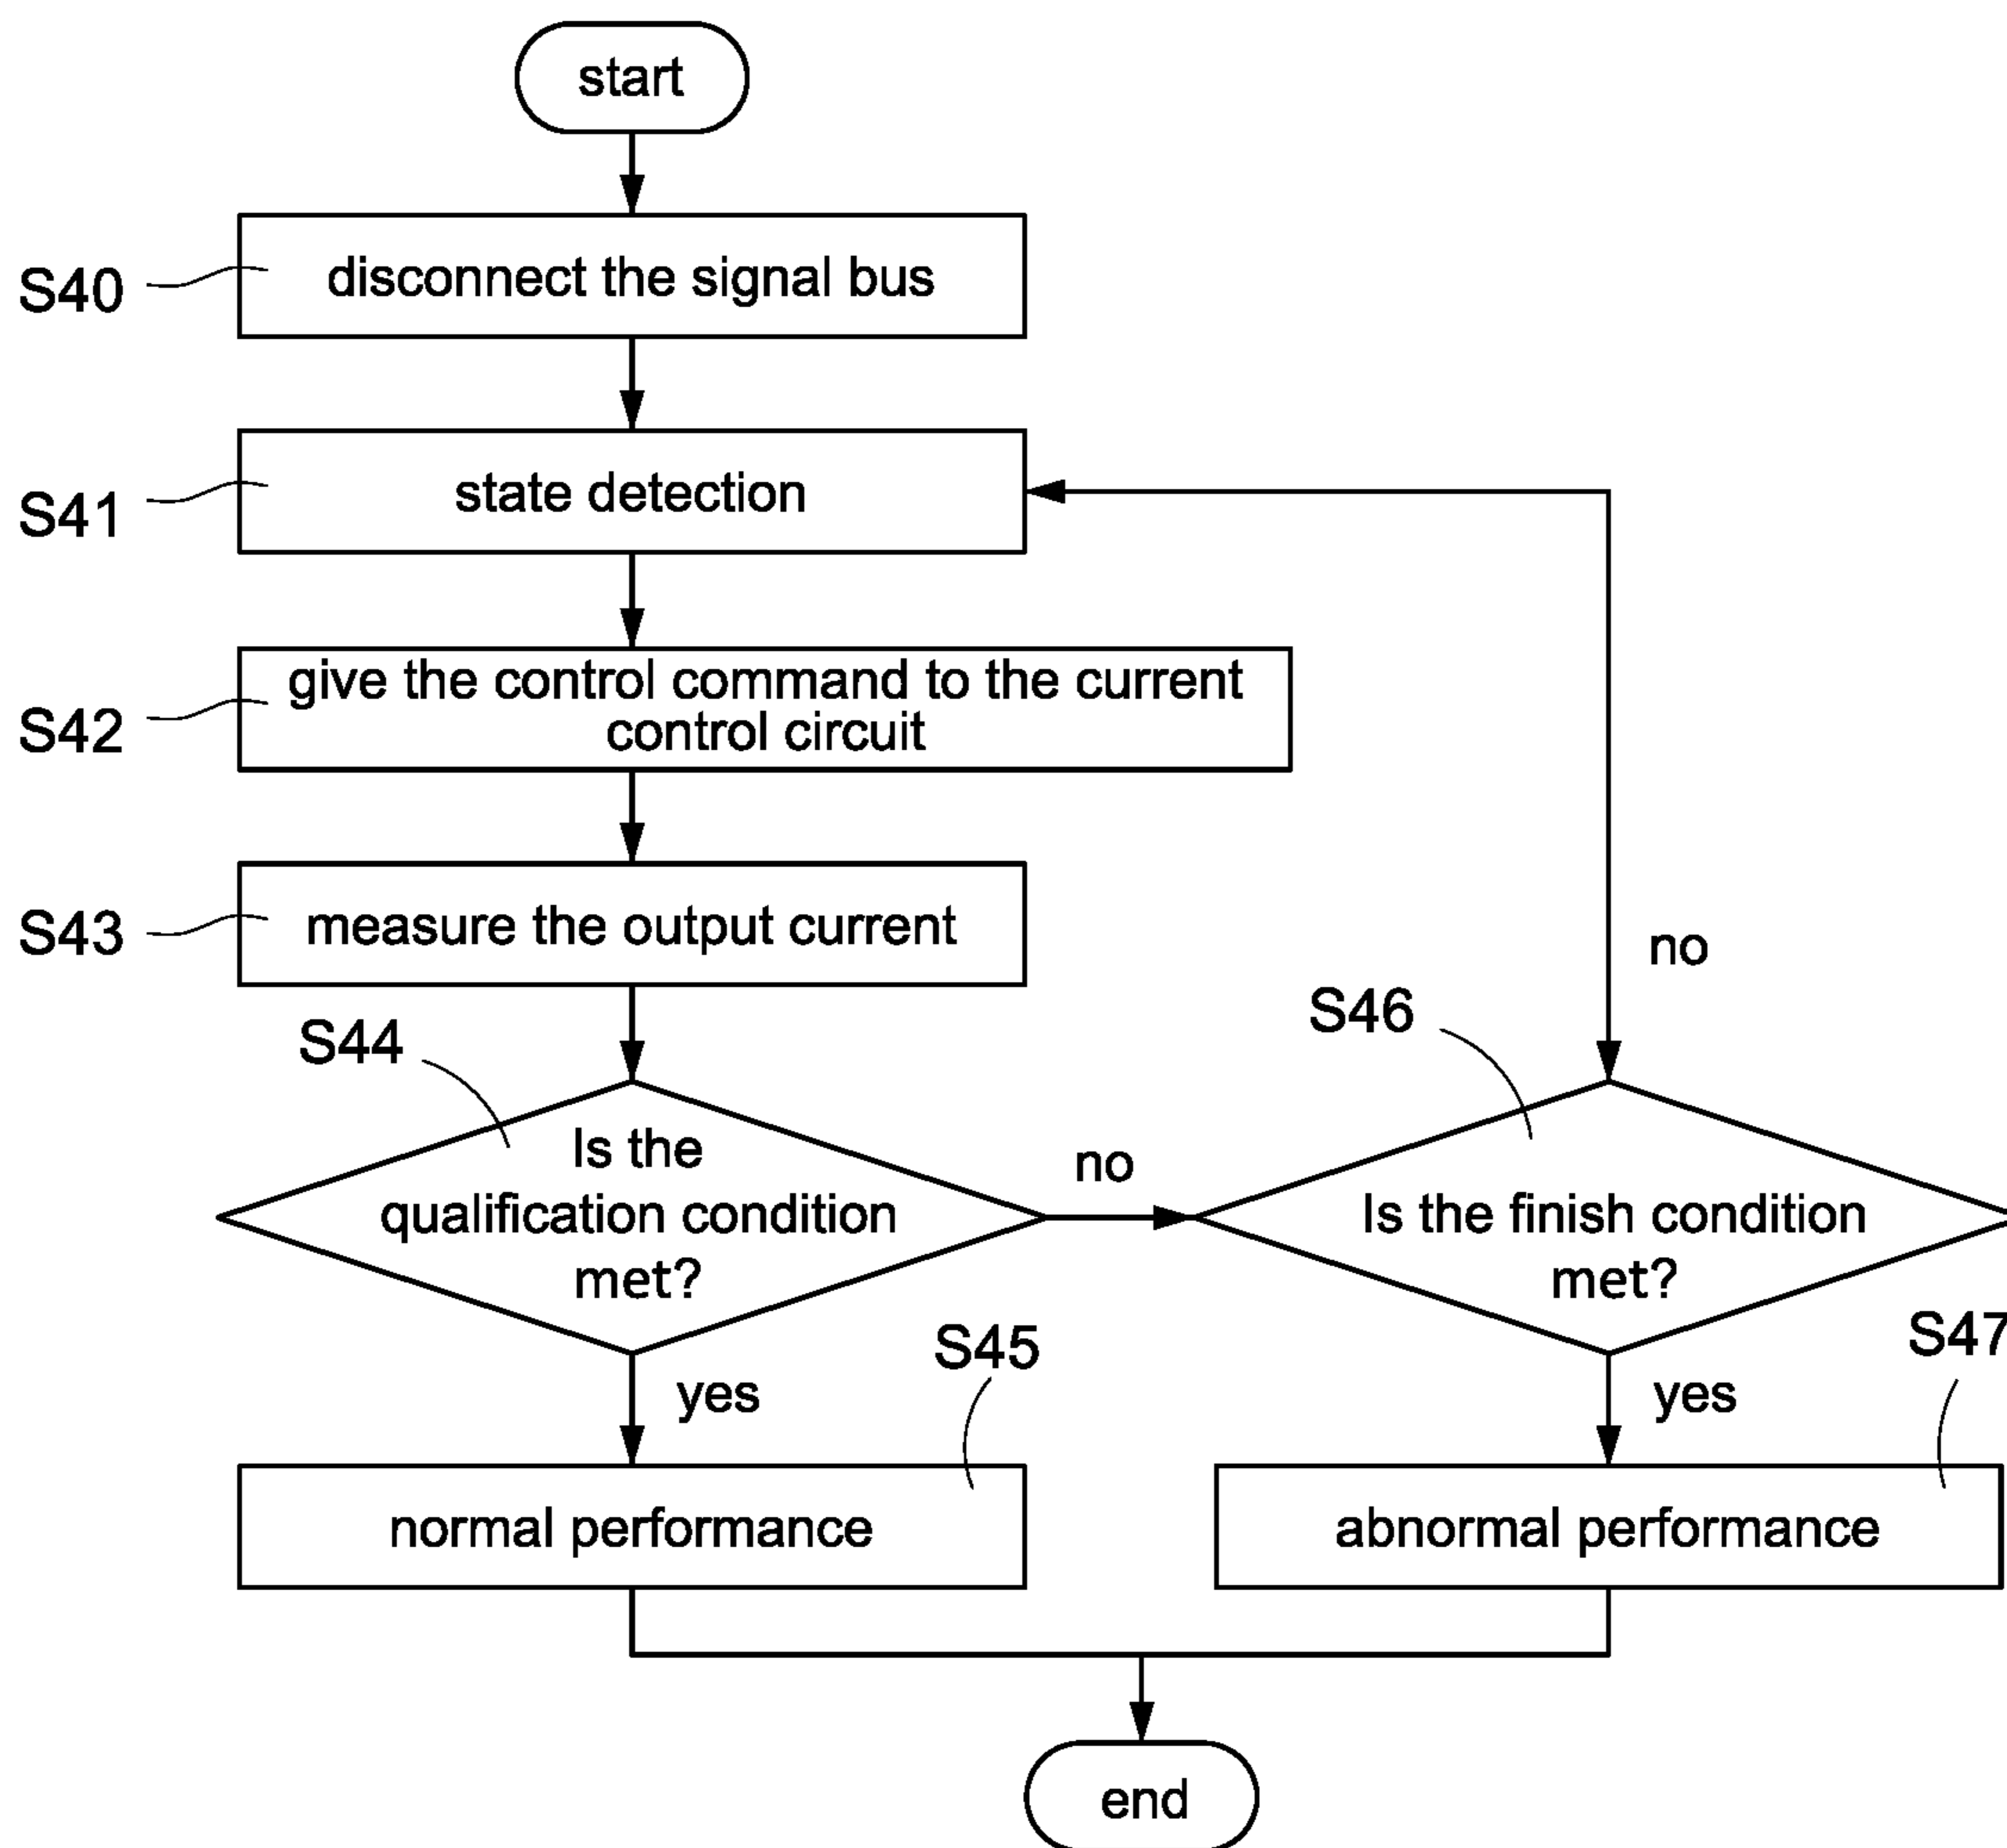 start
S40
disconnect the signal bus
S41
state detection
S42
give the control command to the current
control circuit
S43
measure the output current
no
S44
S46
Is the
qualification condition
met?
no
Is the finish condition
met?
S45
S47
yes
yes
normal performance
abnormal performance
end